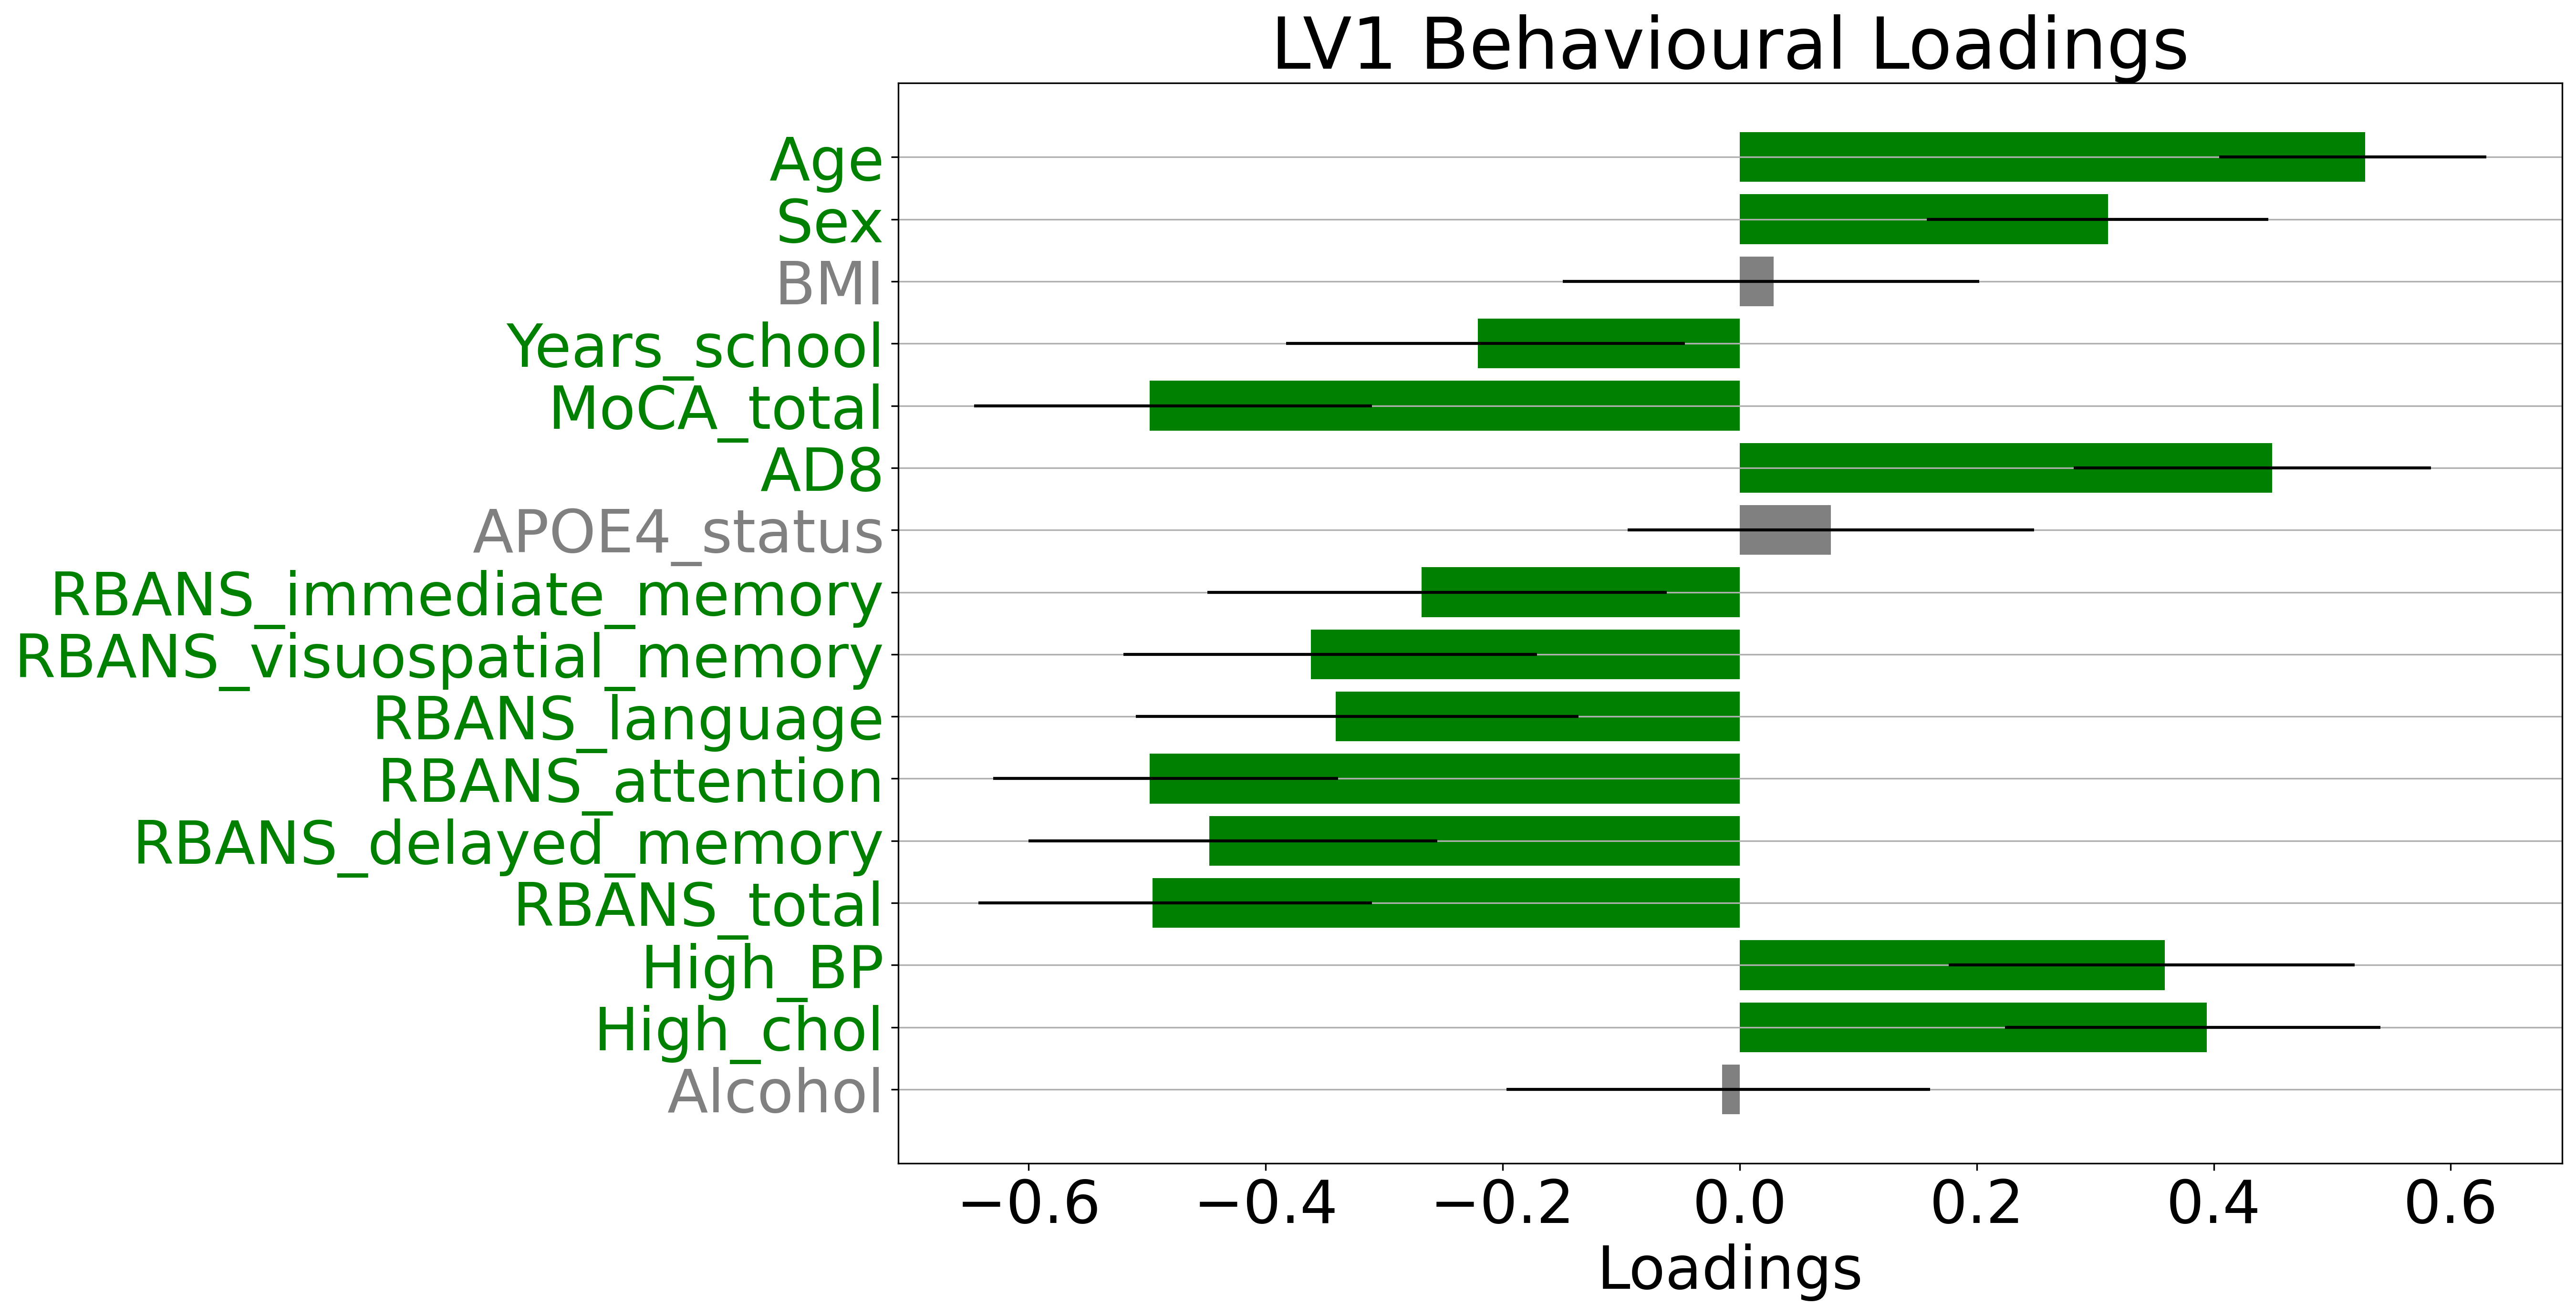 LV1 Behavioural Loadings
Age
Sex
BMI
Years_school
MoCA_total
AD8
APOE4_status
RBANS_immediate_memory
RBANS_visuospatial_memory
RBANS_language
RBANS_attention
RBANS_delayed_memory
RBANS_total
High_BP
High_chol
Alcohol
−0.6 −0.4 −0.2 0.0 0.2 0.4 0.6
Loadings